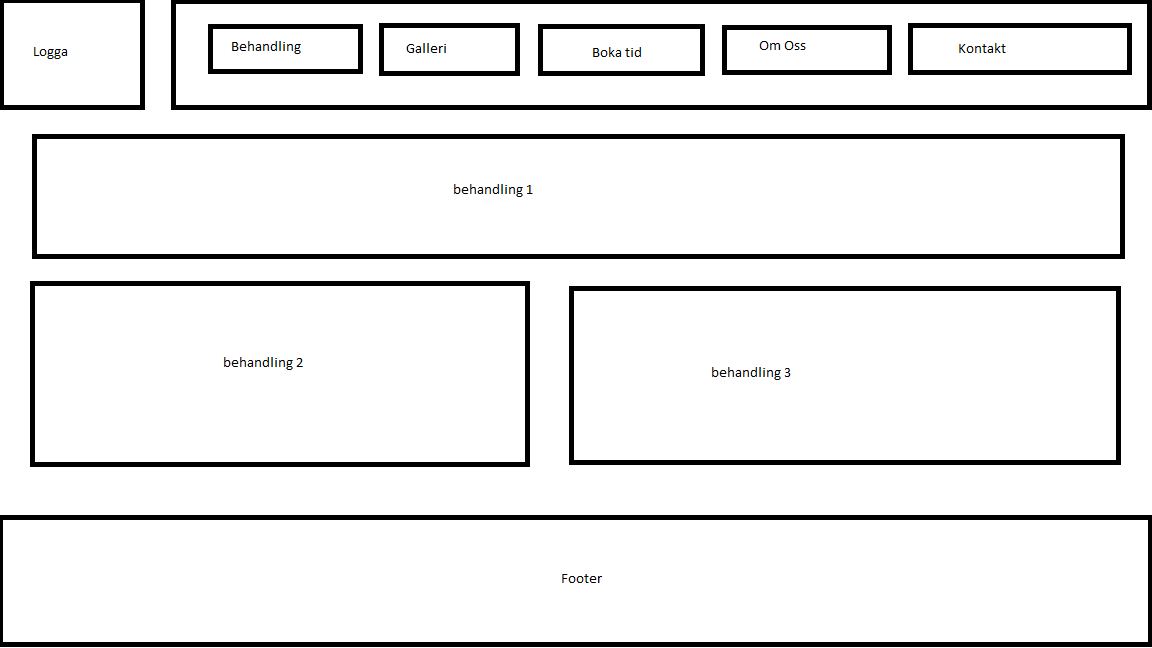 Logga
Behandling
Galleri
Boka tid
Om Oss
Kontakt
behandling 1
behandling 2
behandling 3
Footer